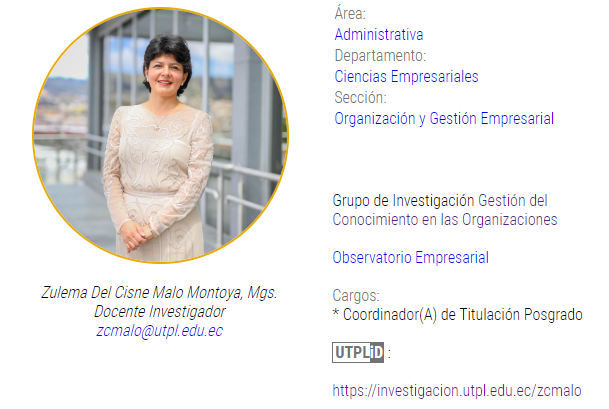 Zulema Del Cisne Malo Montoya, Mgs.
Docente Investigador
zcmalo@utpl.edu.ec
Área:
Administrativa
Departamento:
Ciencias Empresariales
Sección:
Organización y Gestión Empresarial
Grupo de Investigación Gestión del
Conocimiento en las Organizaciones
Observatorio Empresarial
Cargos:
* Coordinador(A) de Titulación Posgrado
UTPLiD :
https://investigacion.utpl.edu.ec/zcmalo